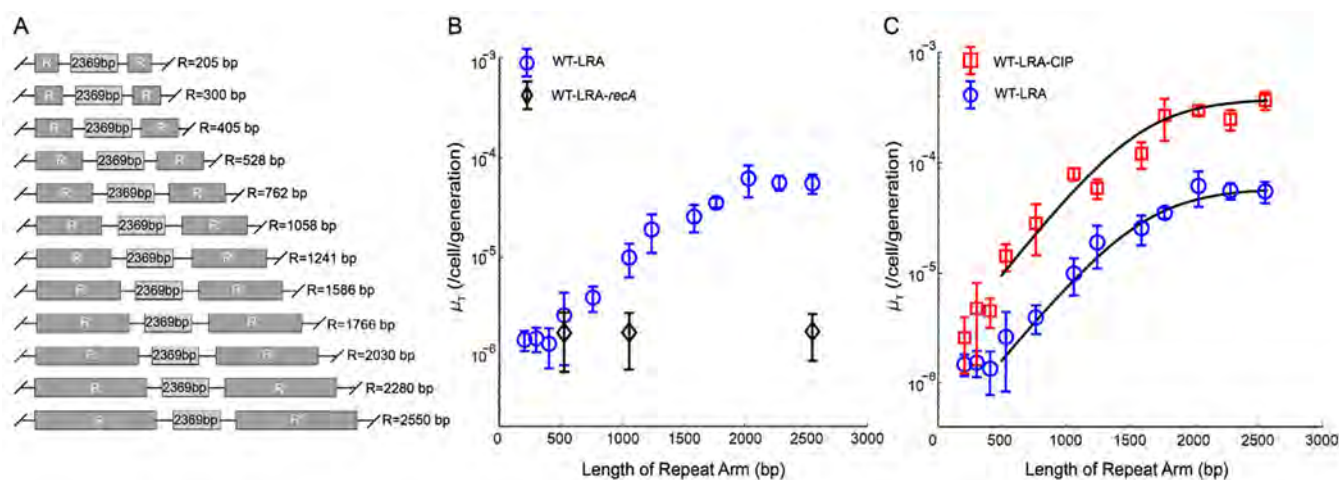 A
R 2369bp R R=205 bp
R 2369bp R R=300 bp
R 2369bp R R=405 bp
R 2369bp R R=528 bp
R 2369bp R R=762 bp
R 2369bp R R=1058 bp
R 2369bp R R=1241 bp
R 2369bp R R=1586 bp
R 2369bp R R=1766 bp
R 2369bp R R=2030 bp
R 2369bp R R=2280 bp
R 2369bp R R=2550 bp
B
WT-LRA
WT-LRA-recA
μT (/cell/generation)
10⁻³
10⁻⁴
10⁻⁵
10⁻⁶
0 500 1000 1500 2000 2500 3000
Length of Repeat Arm (bp)
C
WT-LRA-CIP
WT-LRA
μT (/cell/generation)
10⁻³
10⁻⁴
10⁻⁵
10⁻⁶
0 500 1000 1500 2000 2500 3000
Length of Repeat Arm (bp)